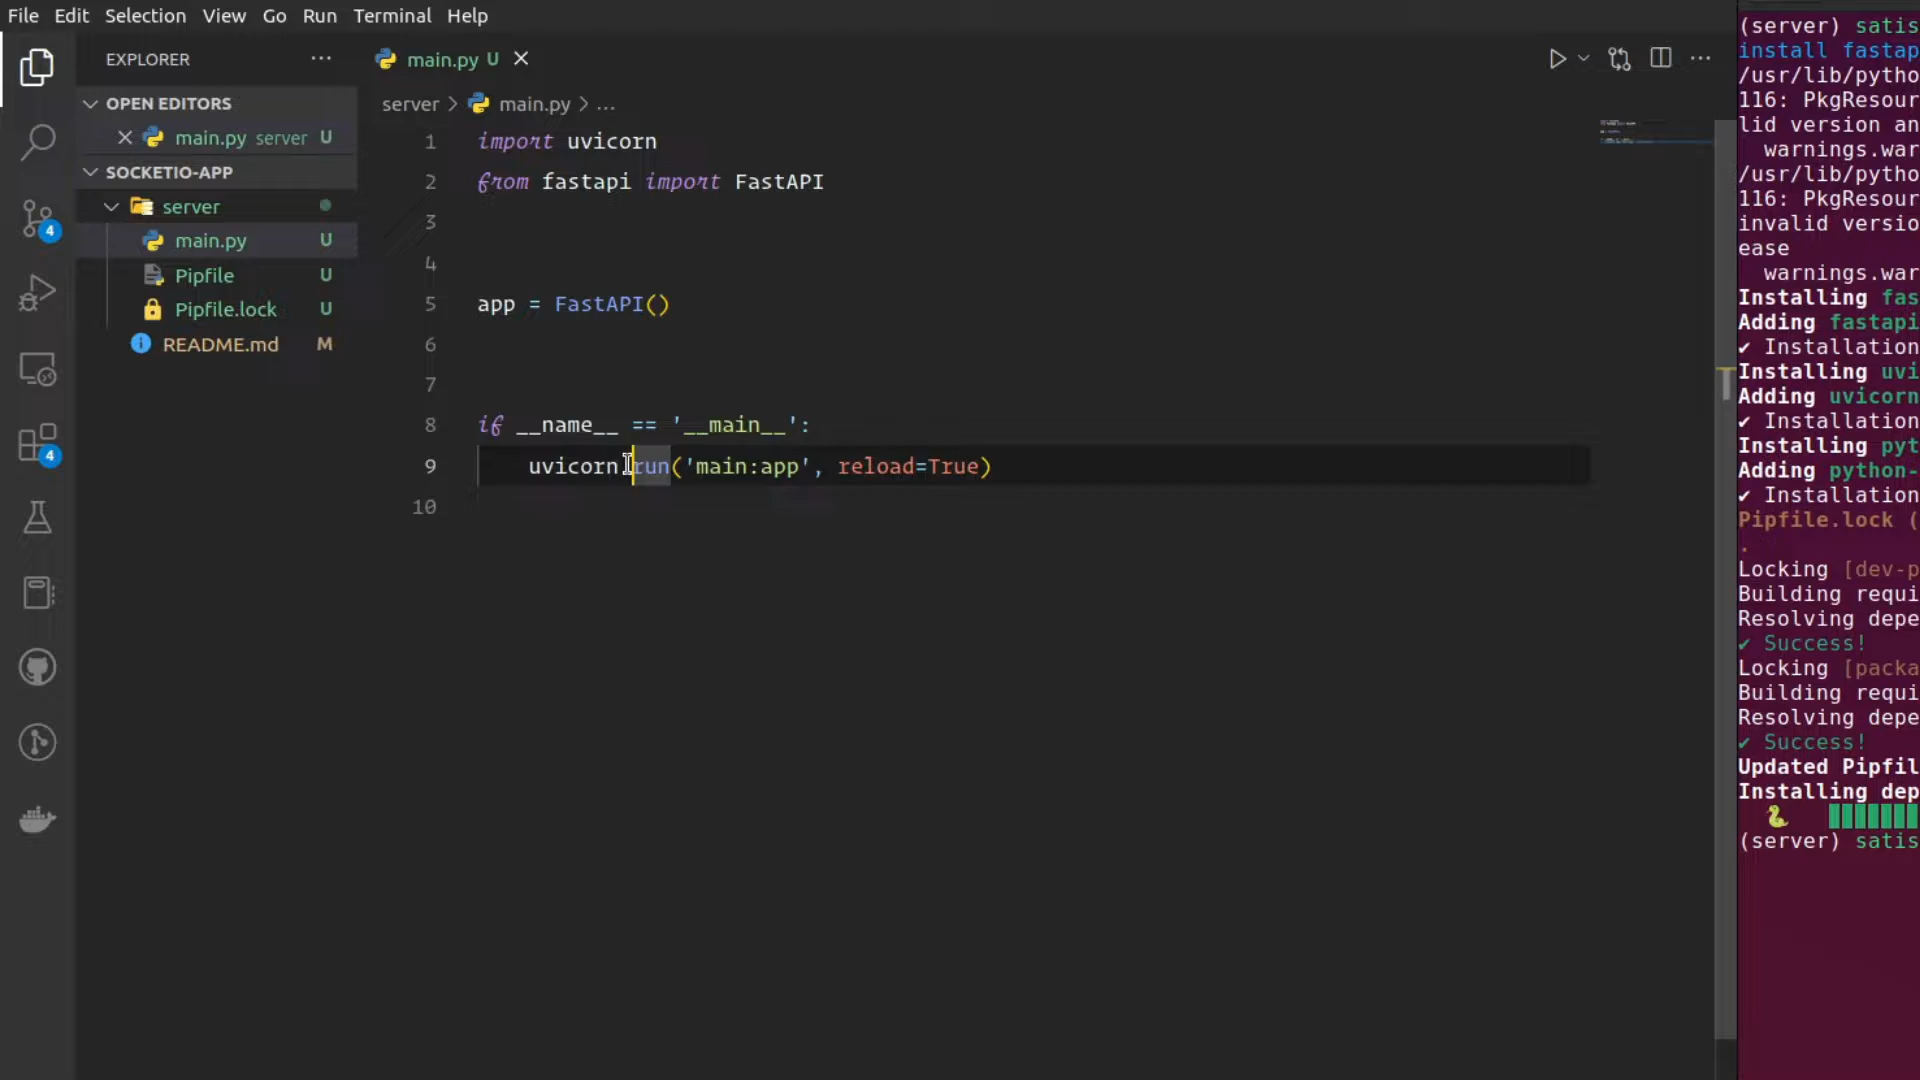 File Edit Selection View Go Run Terminal Help
EXPLORER
OPEN EDITORS
main.py server U
SOCKETIO-APP
server
main.py U
Pipfile U
Pipfile.lock U
README.md M
4
4
main.py U
server > main.py > ...
1 import uvicorn
2 from fastapi import FastAPI
3
4
5 app = FastAPI()
6
7
8 if __name__ == '__main__':
9 uvicorn.run('main:app', reload=True)
10
(server) satis
install fastap
/usr/lib/pytho
116: PkgResour
lid version an
warnings.war
/usr/lib/pytho
116: PkgResour
invalid versio
ease
warnings.war
Installing fas
Adding fastapi
✔ Installation
Installing uvi
Adding uvicorn
✔ Installation
Installing pyt
Adding python-
✔ Installation
Pipfile.lock (
.
Locking [dev-p
Building requi
Resolving depe
✔ Success!
Locking [packa
Building requi
Resolving depe
✔ Success!
Updated Pipfil
Installing dep
(server) satis